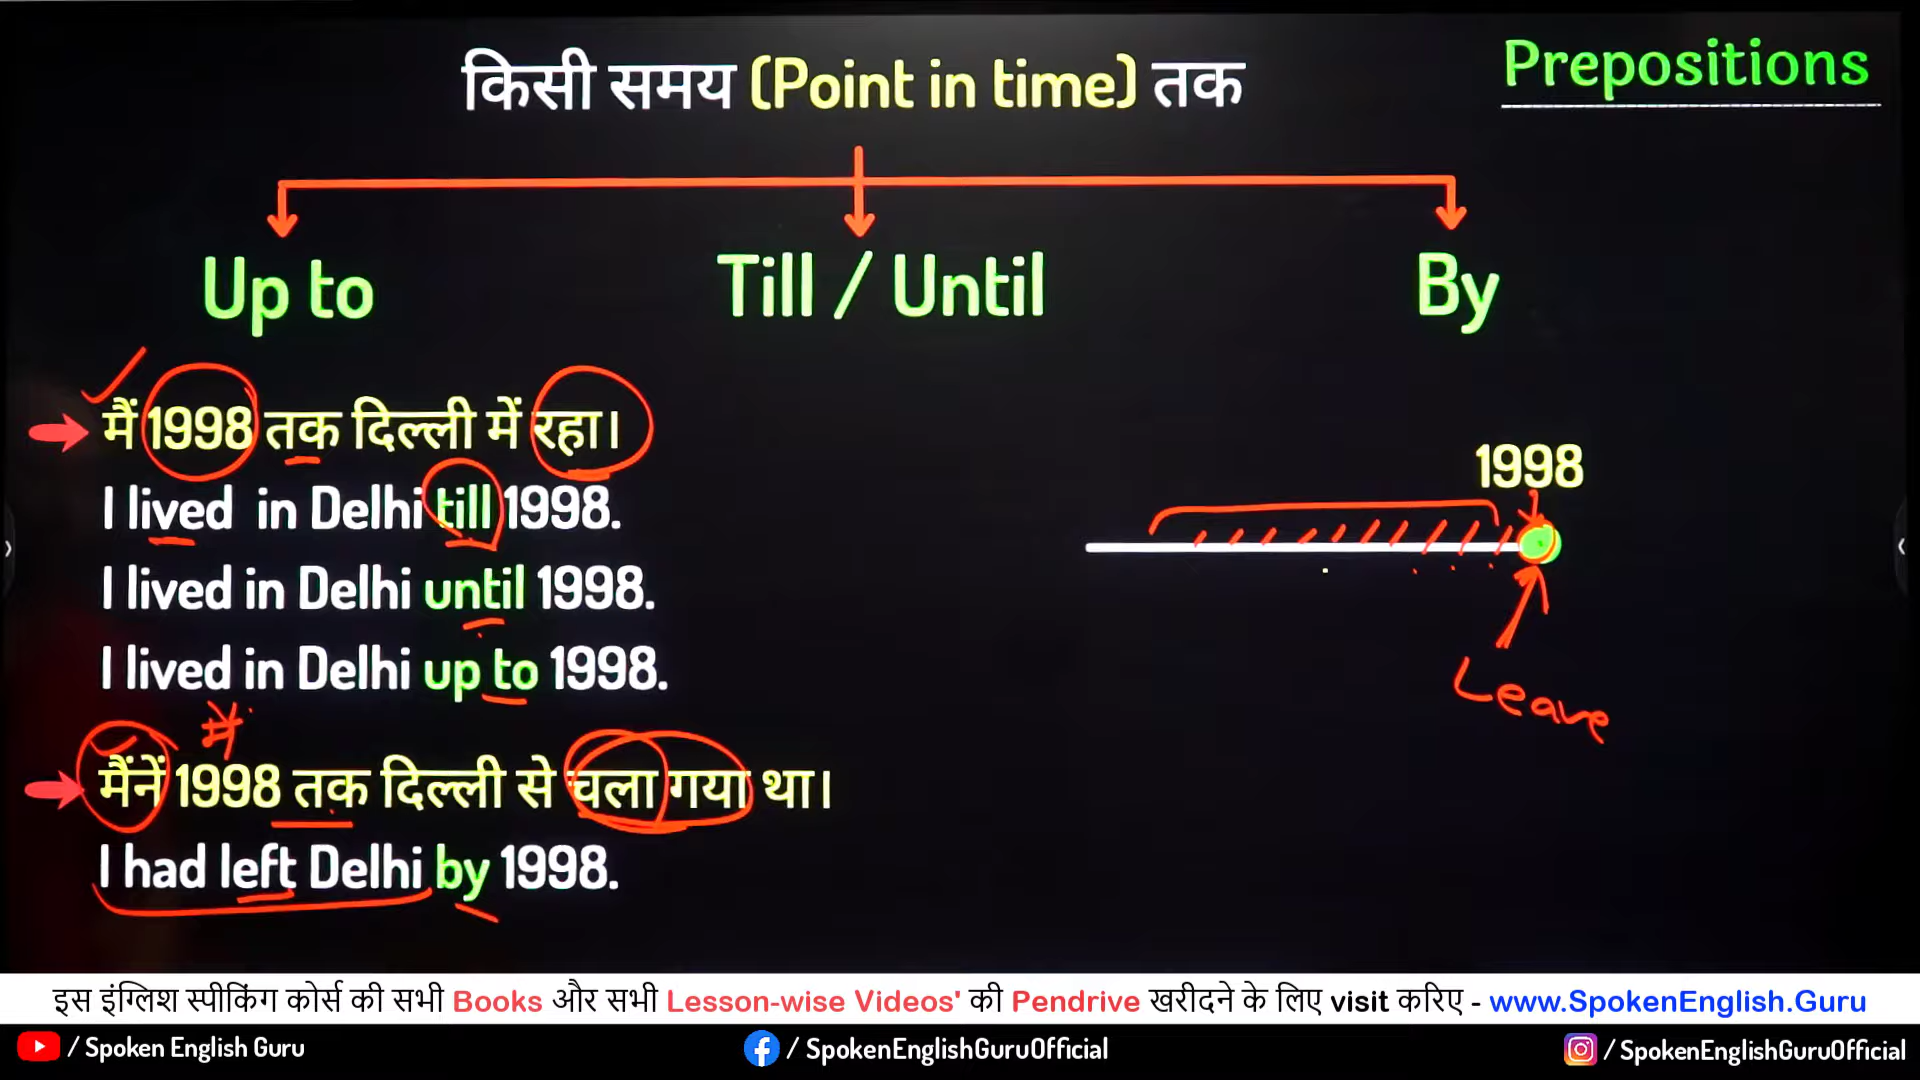 किसी समय (Point in time) तक
Prepositions
Up to
Till / Until
By
मैं 1998 तक दिल्ली में रहा।
I lived in Delhi till 1998.
I lived in Delhi until 1998.
I lived in Delhi up to 1998.
मैं
मैंनें 1998 तक दिल्ली से चला गया था।
I had left Delhi by 1998.
1998
Leave
इस इंग्लिश स्पीकिंग कोर्स की सभी Books और सभी Lesson-wise Videos' की Pendrive खरीदने के लिए visit करिए - www.SpokenEnglish.Guru
/ Spoken English Guru
/ SpokenEnglishGuruOfficial
/ SpokenEnglishGuruOfficial